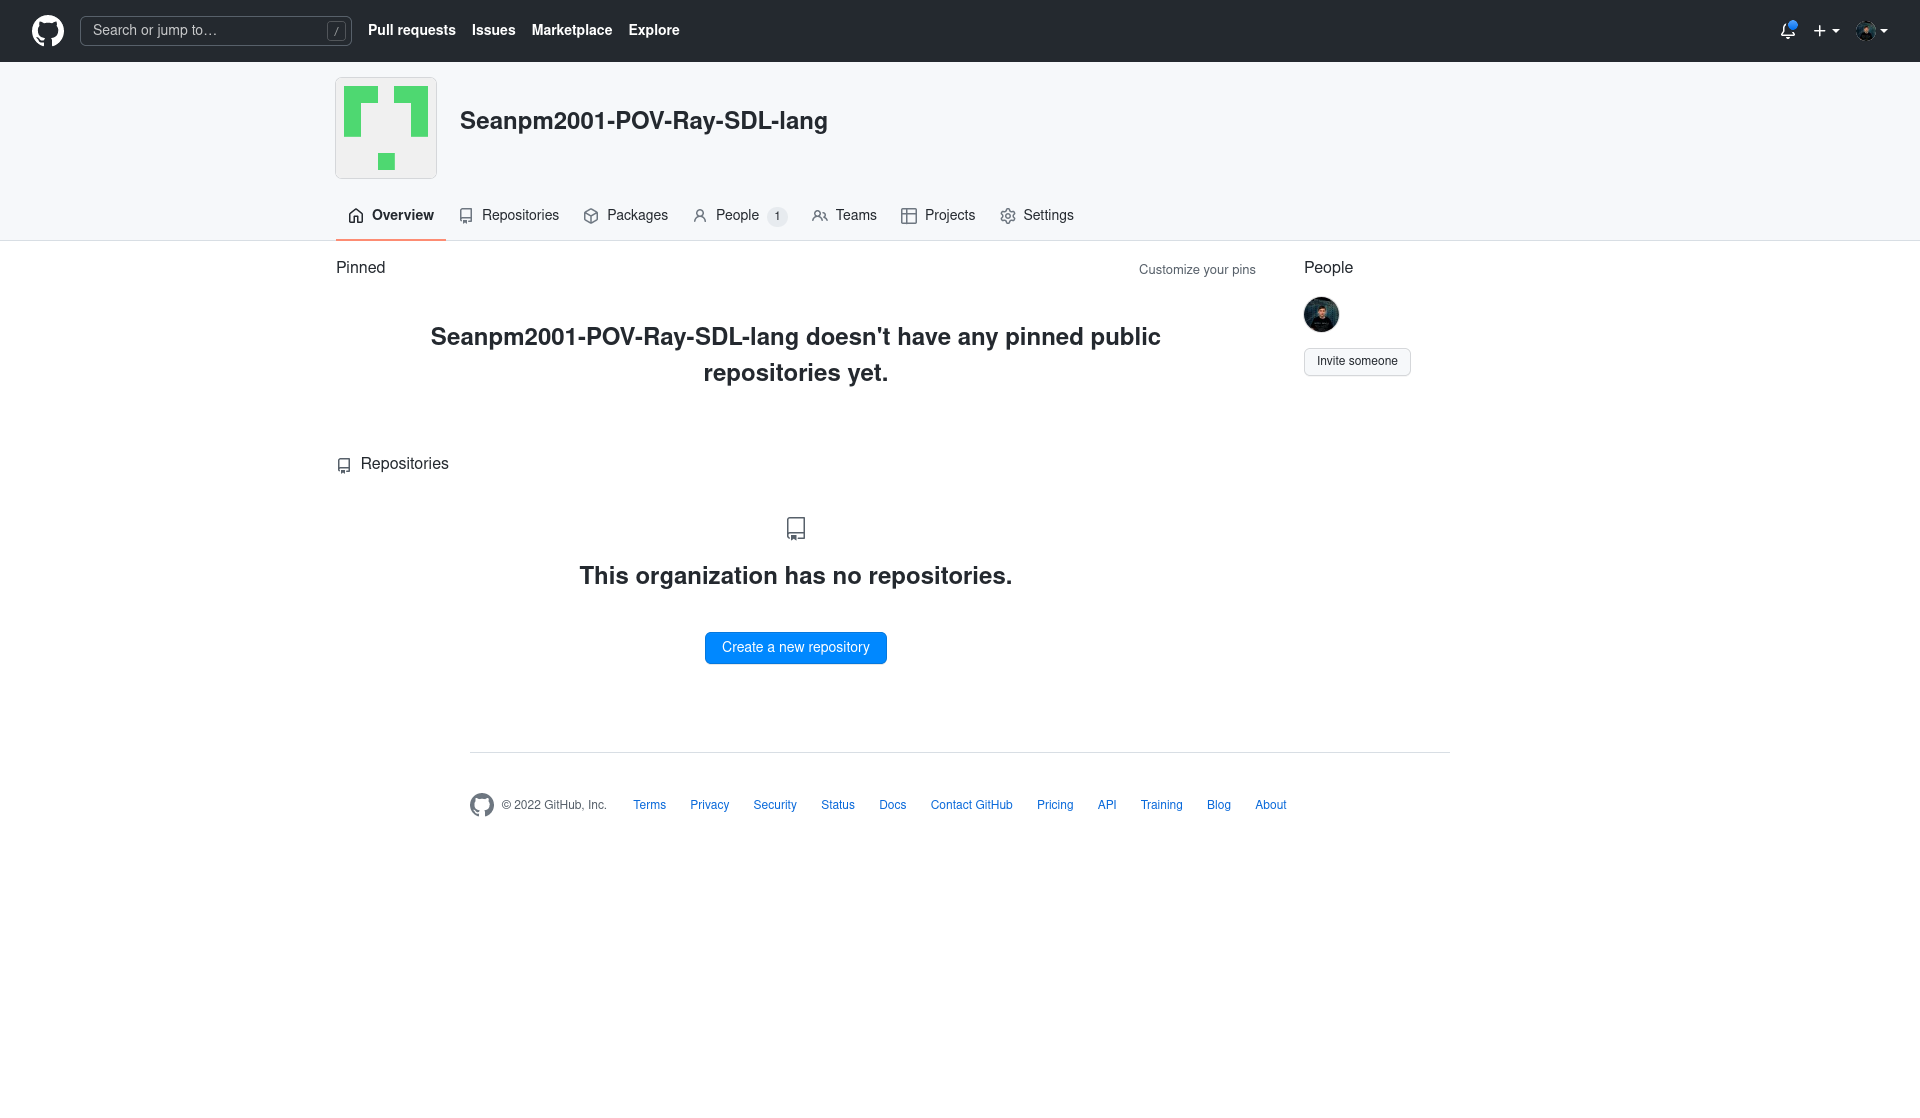 Search or jump to… /
Pull requests Issues Marketplace Explore
Seanpm2001-POV-Ray-SDL-lang
Overview Repositories Packages People 1 Teams Projects Settings
Pinned
Customize your pins
Seanpm2001-POV-Ray-SDL-lang doesn't have any pinned public
repositories yet.
People
Invite someone
Repositories
This organization has no repositories.
Create a new repository
© 2022 GitHub, Inc. Terms Privacy Security Status Docs Contact GitHub Pricing API Training Blog About